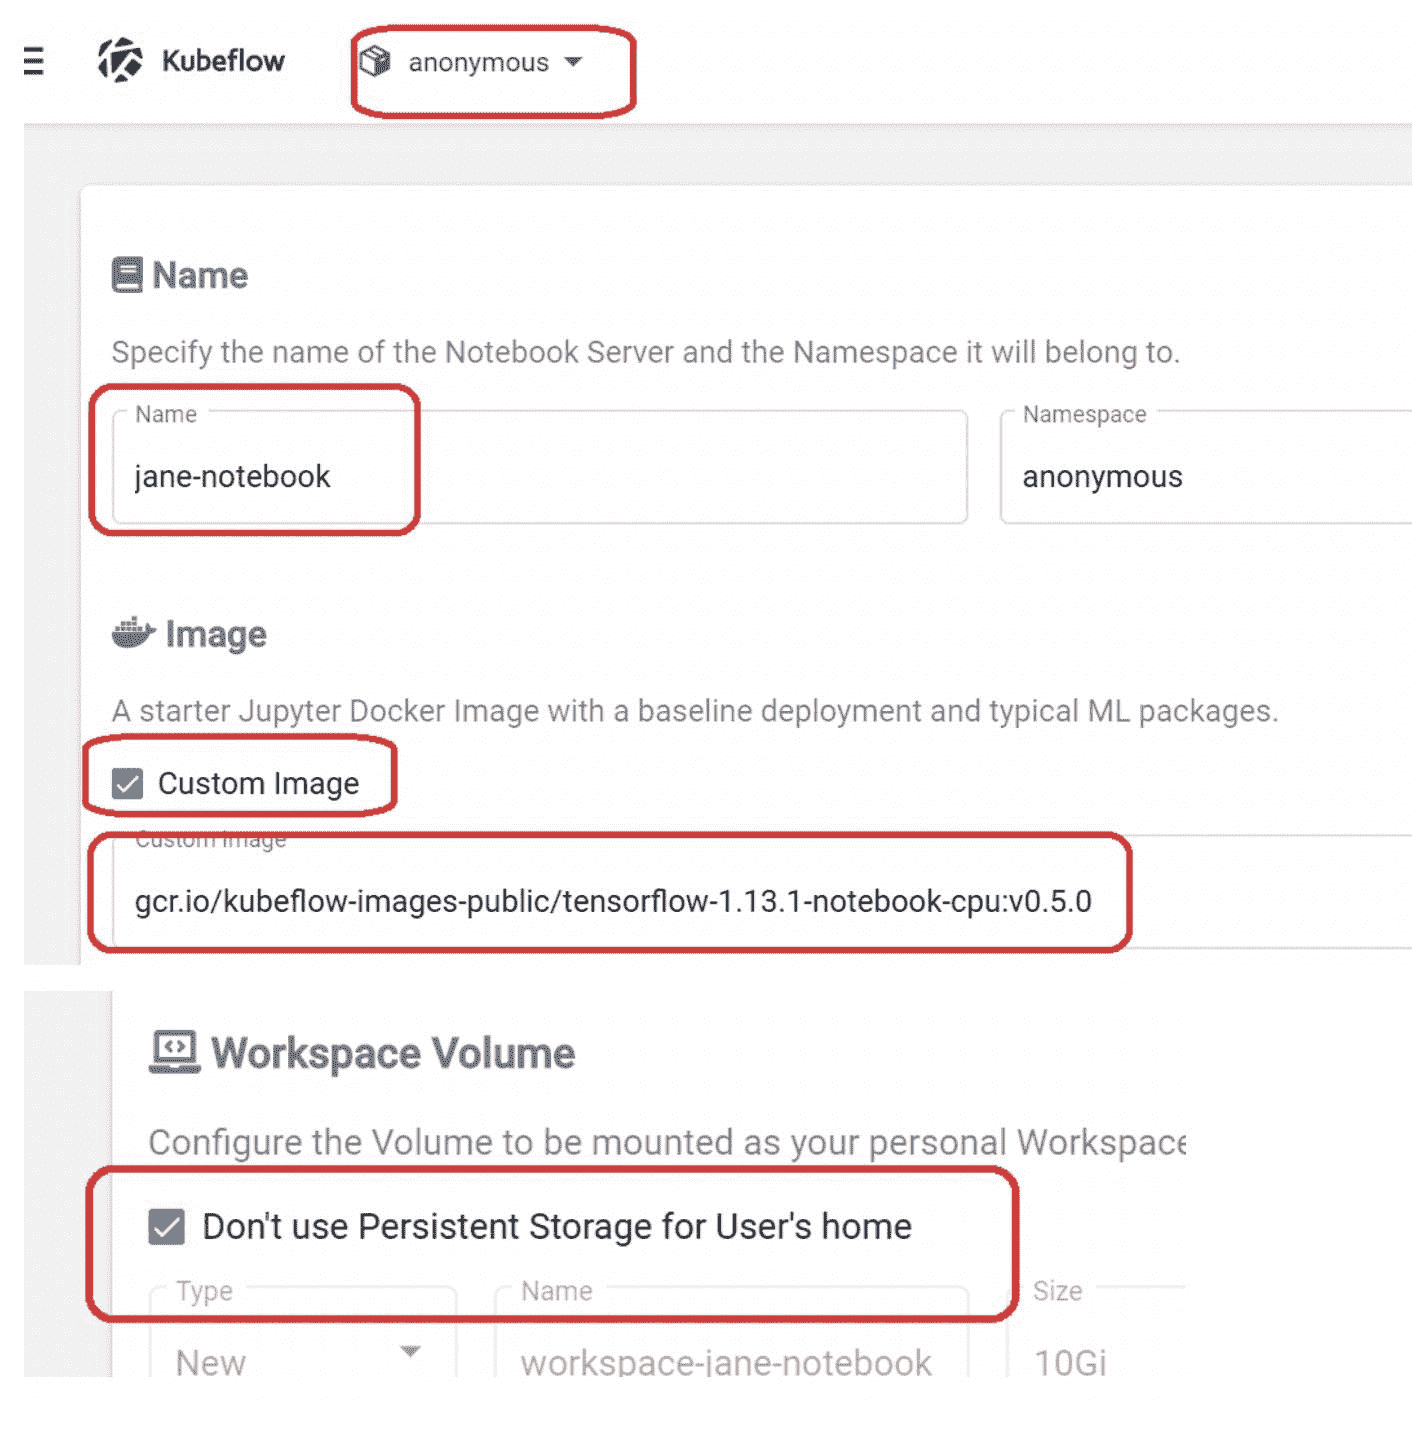 Kubeflow anonymous
Name
Specify the name of the Notebook Server and the Namespace it will belong to.
Name Namespace
jane-notebook anonymous
Image
A starter Jupyter Docker Image with a baseline deployment and typical ML packages.
Custom Image
Custom Image
gcr.io/kubeflow-images-public/tensorflow-1.13.1-notebook-cpu:v0.5.0
Workspace Volume
Configure the Volume to be mounted as your personal Workspace
Don't use Persistent Storage for User's home
Type Name Size
New workspace-jane-notebook 10Gi